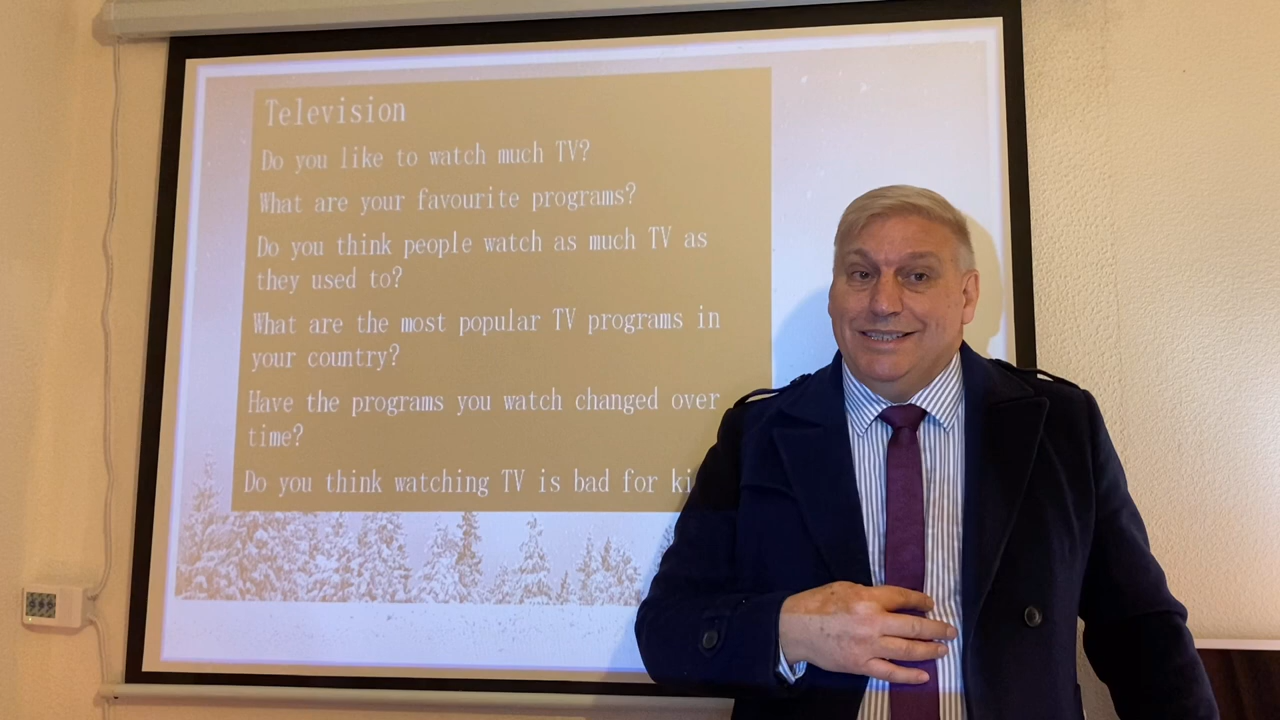 Television
Do you like to watch much TV?
What are your favourite programs?
Do you think people watch as much TV as
they used to?
What are the most popular TV programs in
your country?
Have the programs you watch changed over
time?
Do you think watching TV is bad for